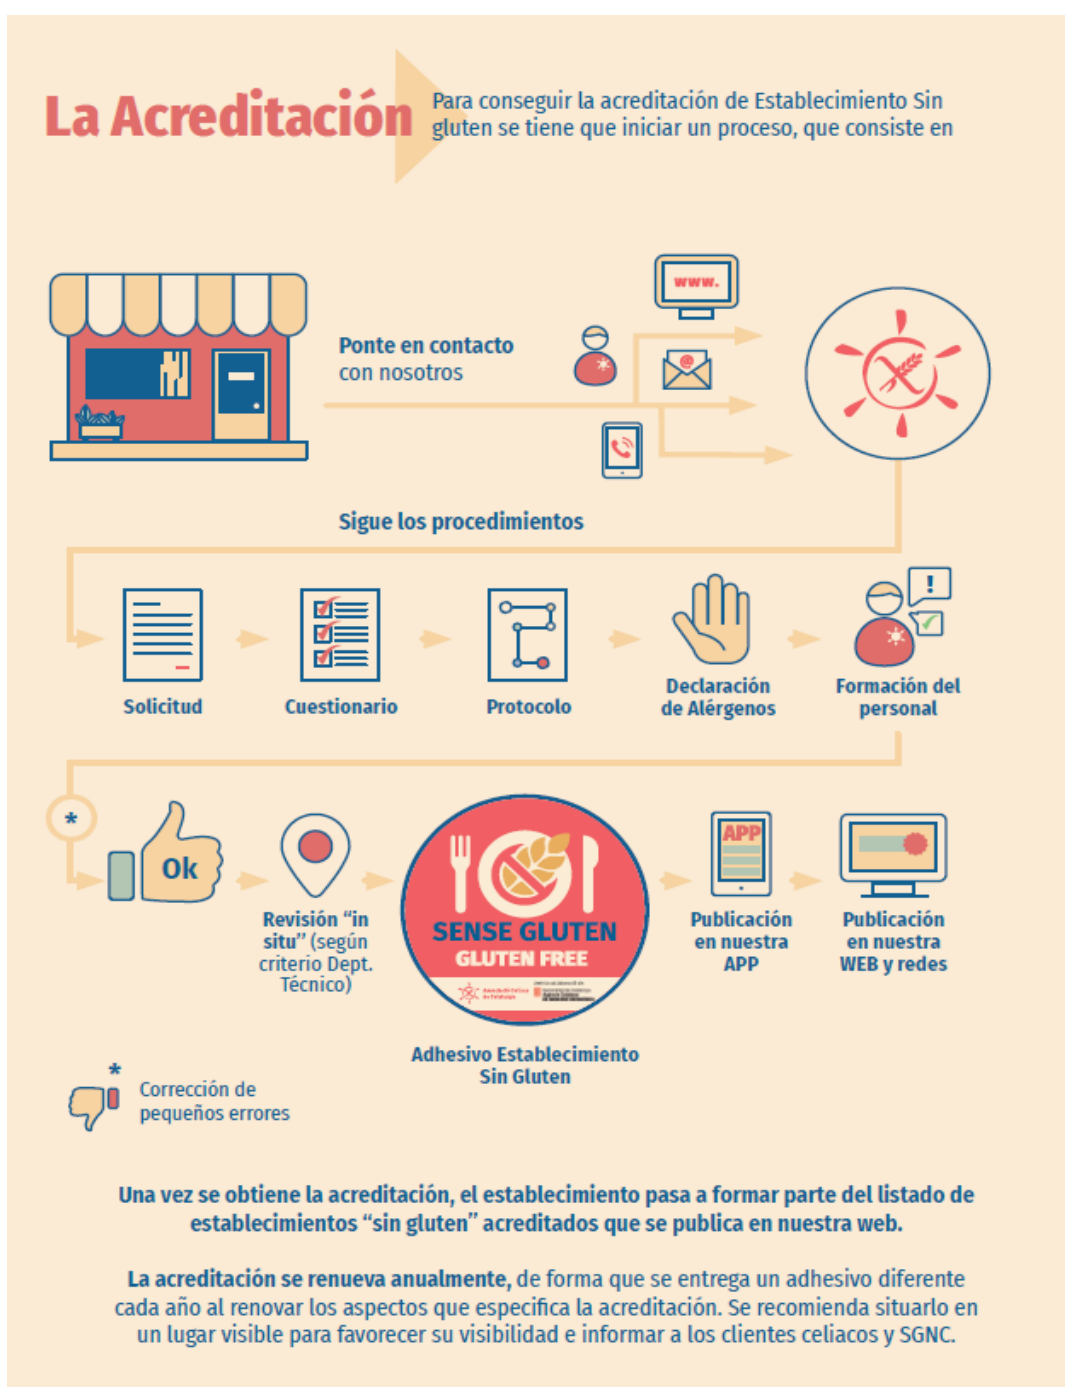 La Acreditación
Para conseguir la acreditación de Establecimiento Sin
gluten se tiene que iniciar un proceso, que consiste en
www.
Ponte en contacto
con nosotros
@
Sigue los procedimientos
!
Solicitud
Cuestionario
Protocolo
Declaración
de Alérgenos
Formación del
personal
*
Ok
APP
Revisión “in
situ” (según
criterio Dept.
Técnico)
SENSE GLUTEN
GLUTEN FREE
Publicación
en nuestra
APP
Publicación
en nuestra
WEB y redes
Adhesivo Establecimiento
Sin Gluten
*
Corrección de
pequeños errores
Una vez se obtiene la acreditación, el establecimiento pasa a formar parte del listado de
establecimientos “sin gluten” acreditados que se publica en nuestra web.
La acreditación se renueva anualmente, de forma que se entrega un adhesivo diferente
cada año al renovar los aspectos que especifica la acreditación. Se recomienda situarlo en
un lugar visible para favorecer su visibilidad e informar a los clientes celiacos y SGNC.